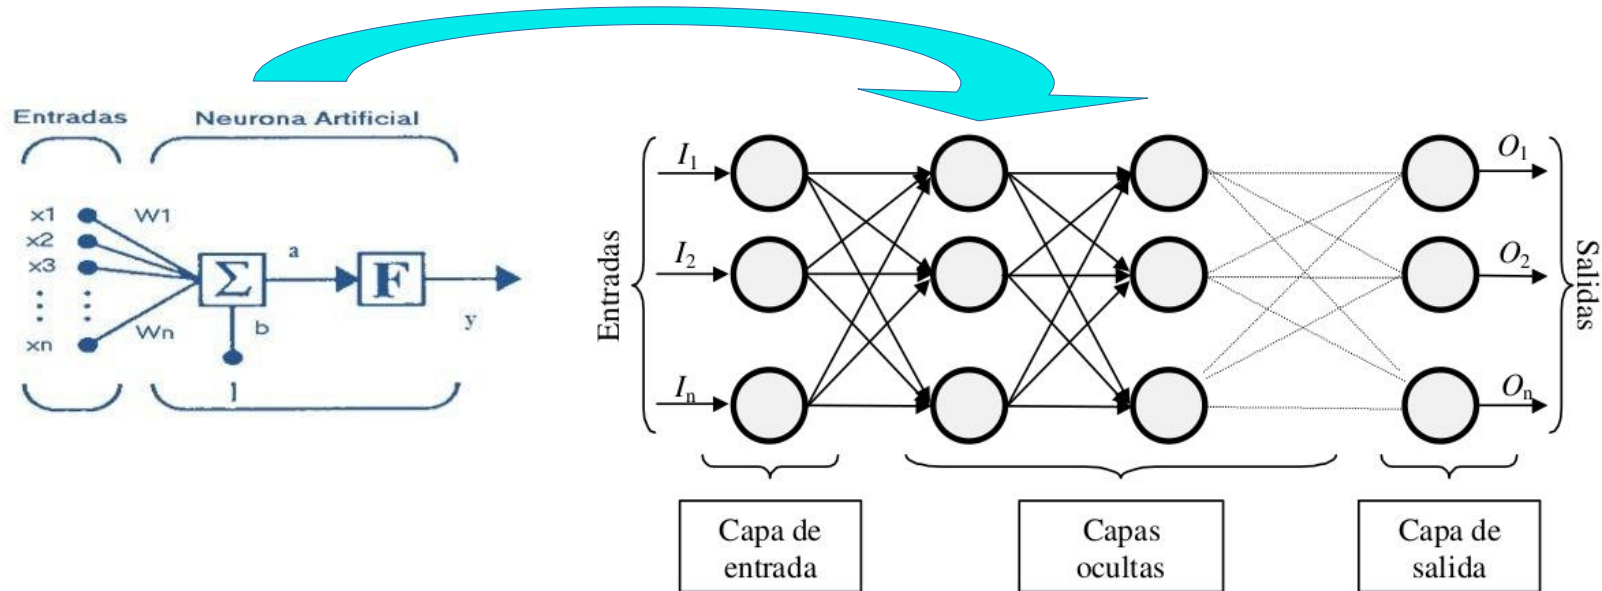 Entradas
Neurona Artificial
x1
W1
x2
x3
a
Σ
F
b
y
Wn
xn
1
Entradas
I1
I2
In
O1
O2
On
Salidas
Capa de
entrada
Capas
ocultas
Capa de
salida